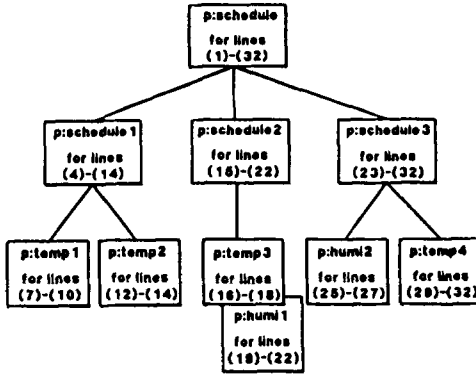 p:schedule
for lines
(1)-(32)
p:schedule1
for lines
(4)-(14)
p:schedule2
for lines
(15)-(22)
p:schedule3
for lines
(23)-(32)
p:temp1
for lines
(7)-(10)
p:temp2
for lines
(12)-(14)
p:temp3
for lines
(16)-(18)
p:humi1
for lines
(19)-(22)
p:humi2
for lines
(25)-(27)
p:temp4
for lines
(29)-(32)